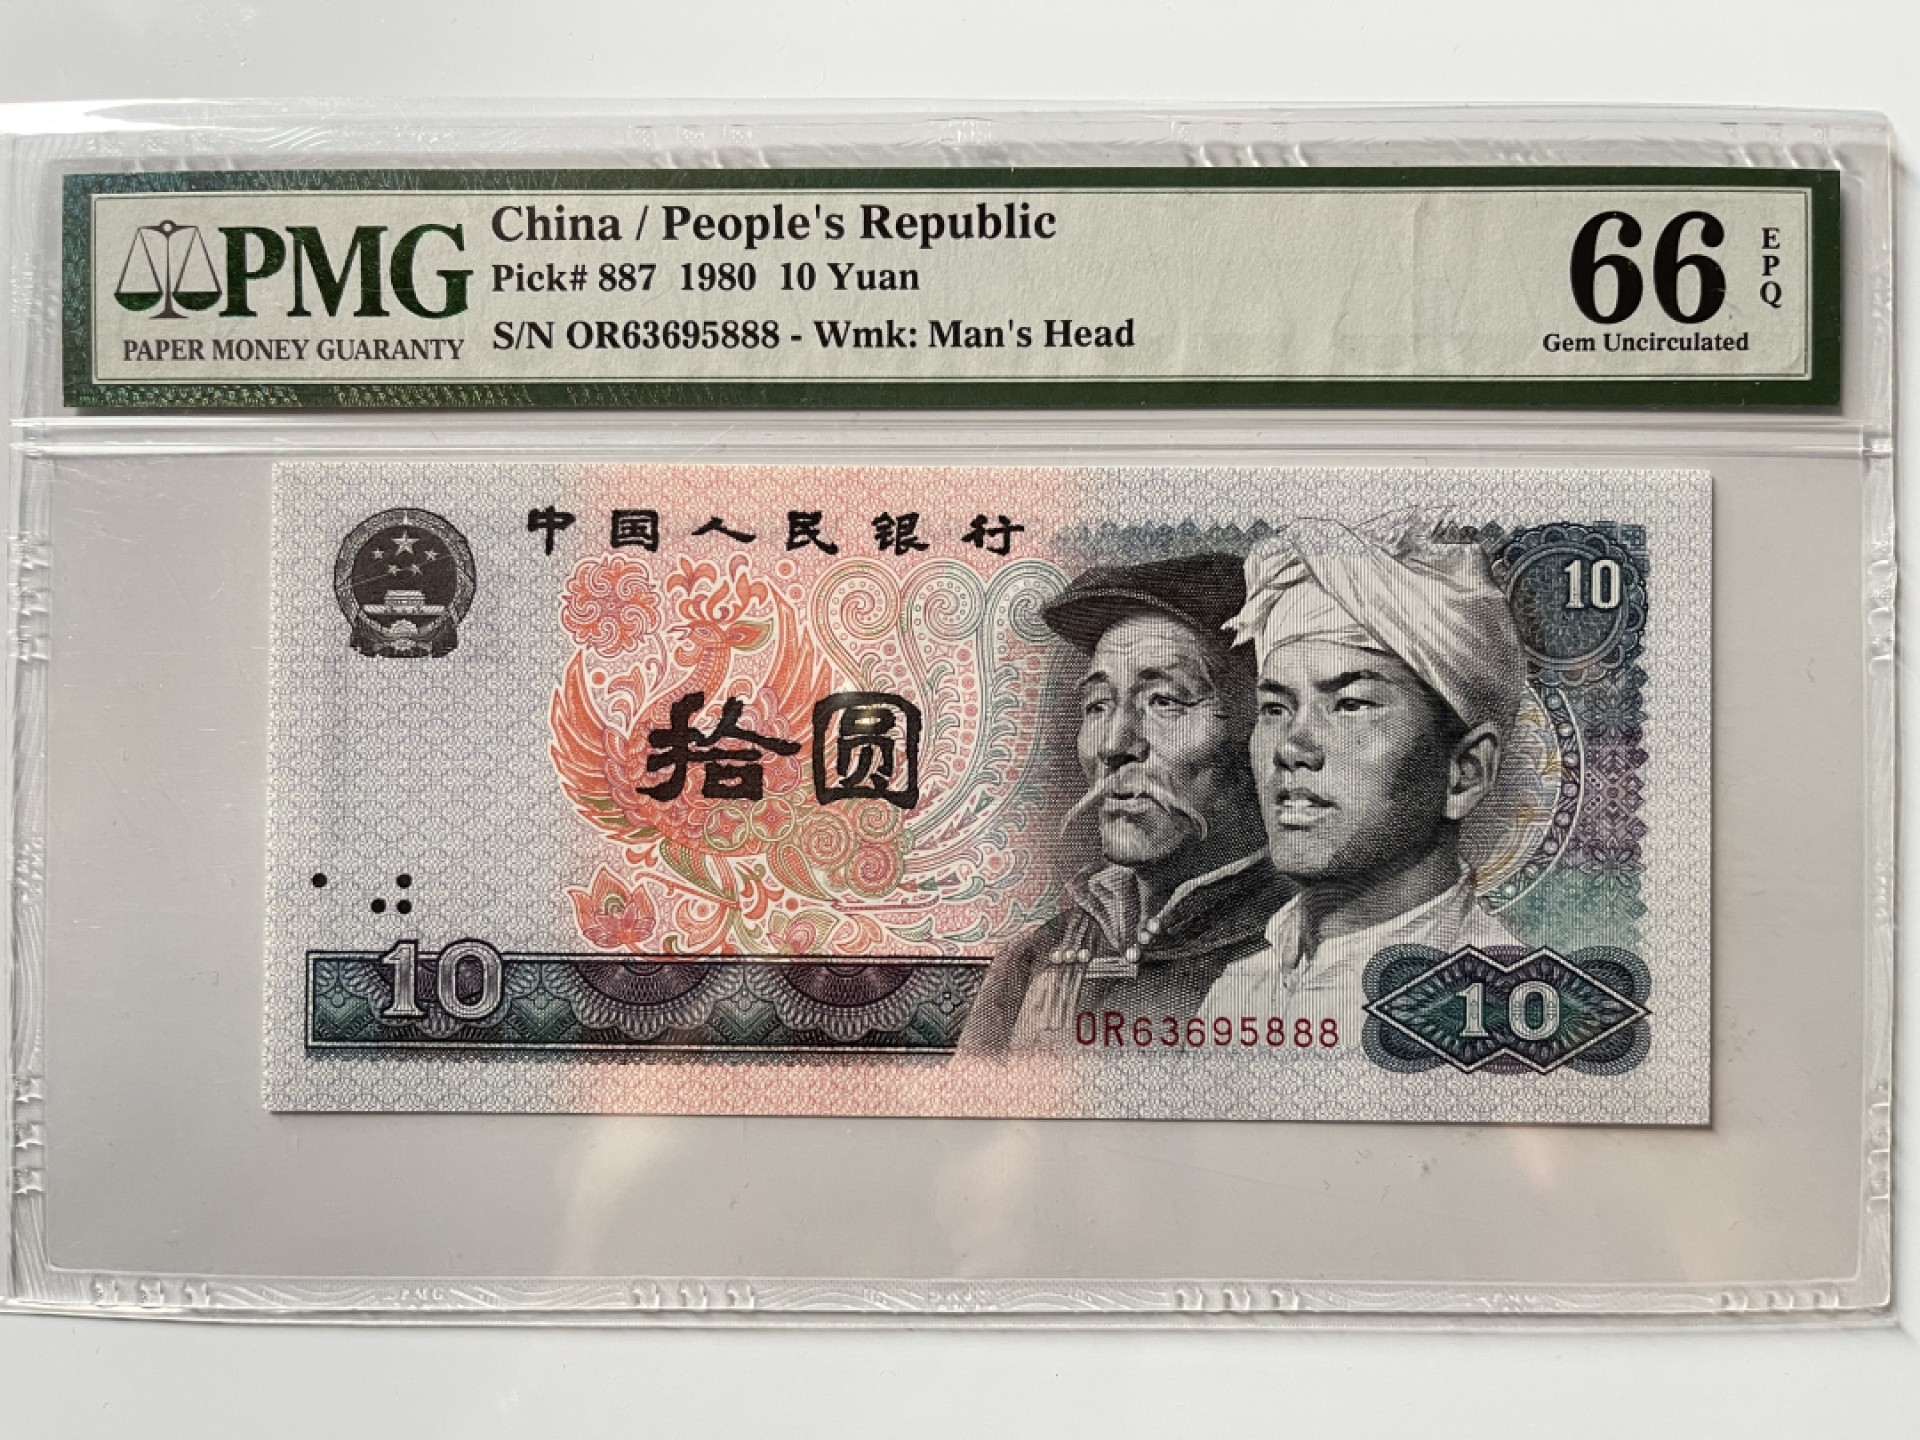 China / People's Republic
PMG
Pick# 887 1980 10 Yuan
S/N OR63695888 - Wmk: Man's Head
PAPER MONEY GUARANTY
66
EPQ
Gem Uncirculated
中国人民银行
10
拾圆
10
OR63695888
10